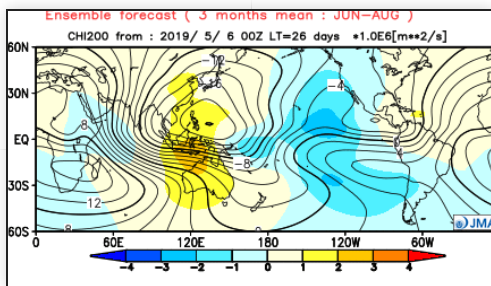 Ensemble forecast ( 3 months mean : JUN-AUG )
CHI200 from : 2019/ 5/ 6 00Z LT=26 days *1.0E6[m**2/s]
60N
30N
EQ
30S
60S
-12
-4
8
-8
12
8
JMA
0 60E 120E 180 120W 60W
-4 -3 -2 -1 0 1 2 3 4